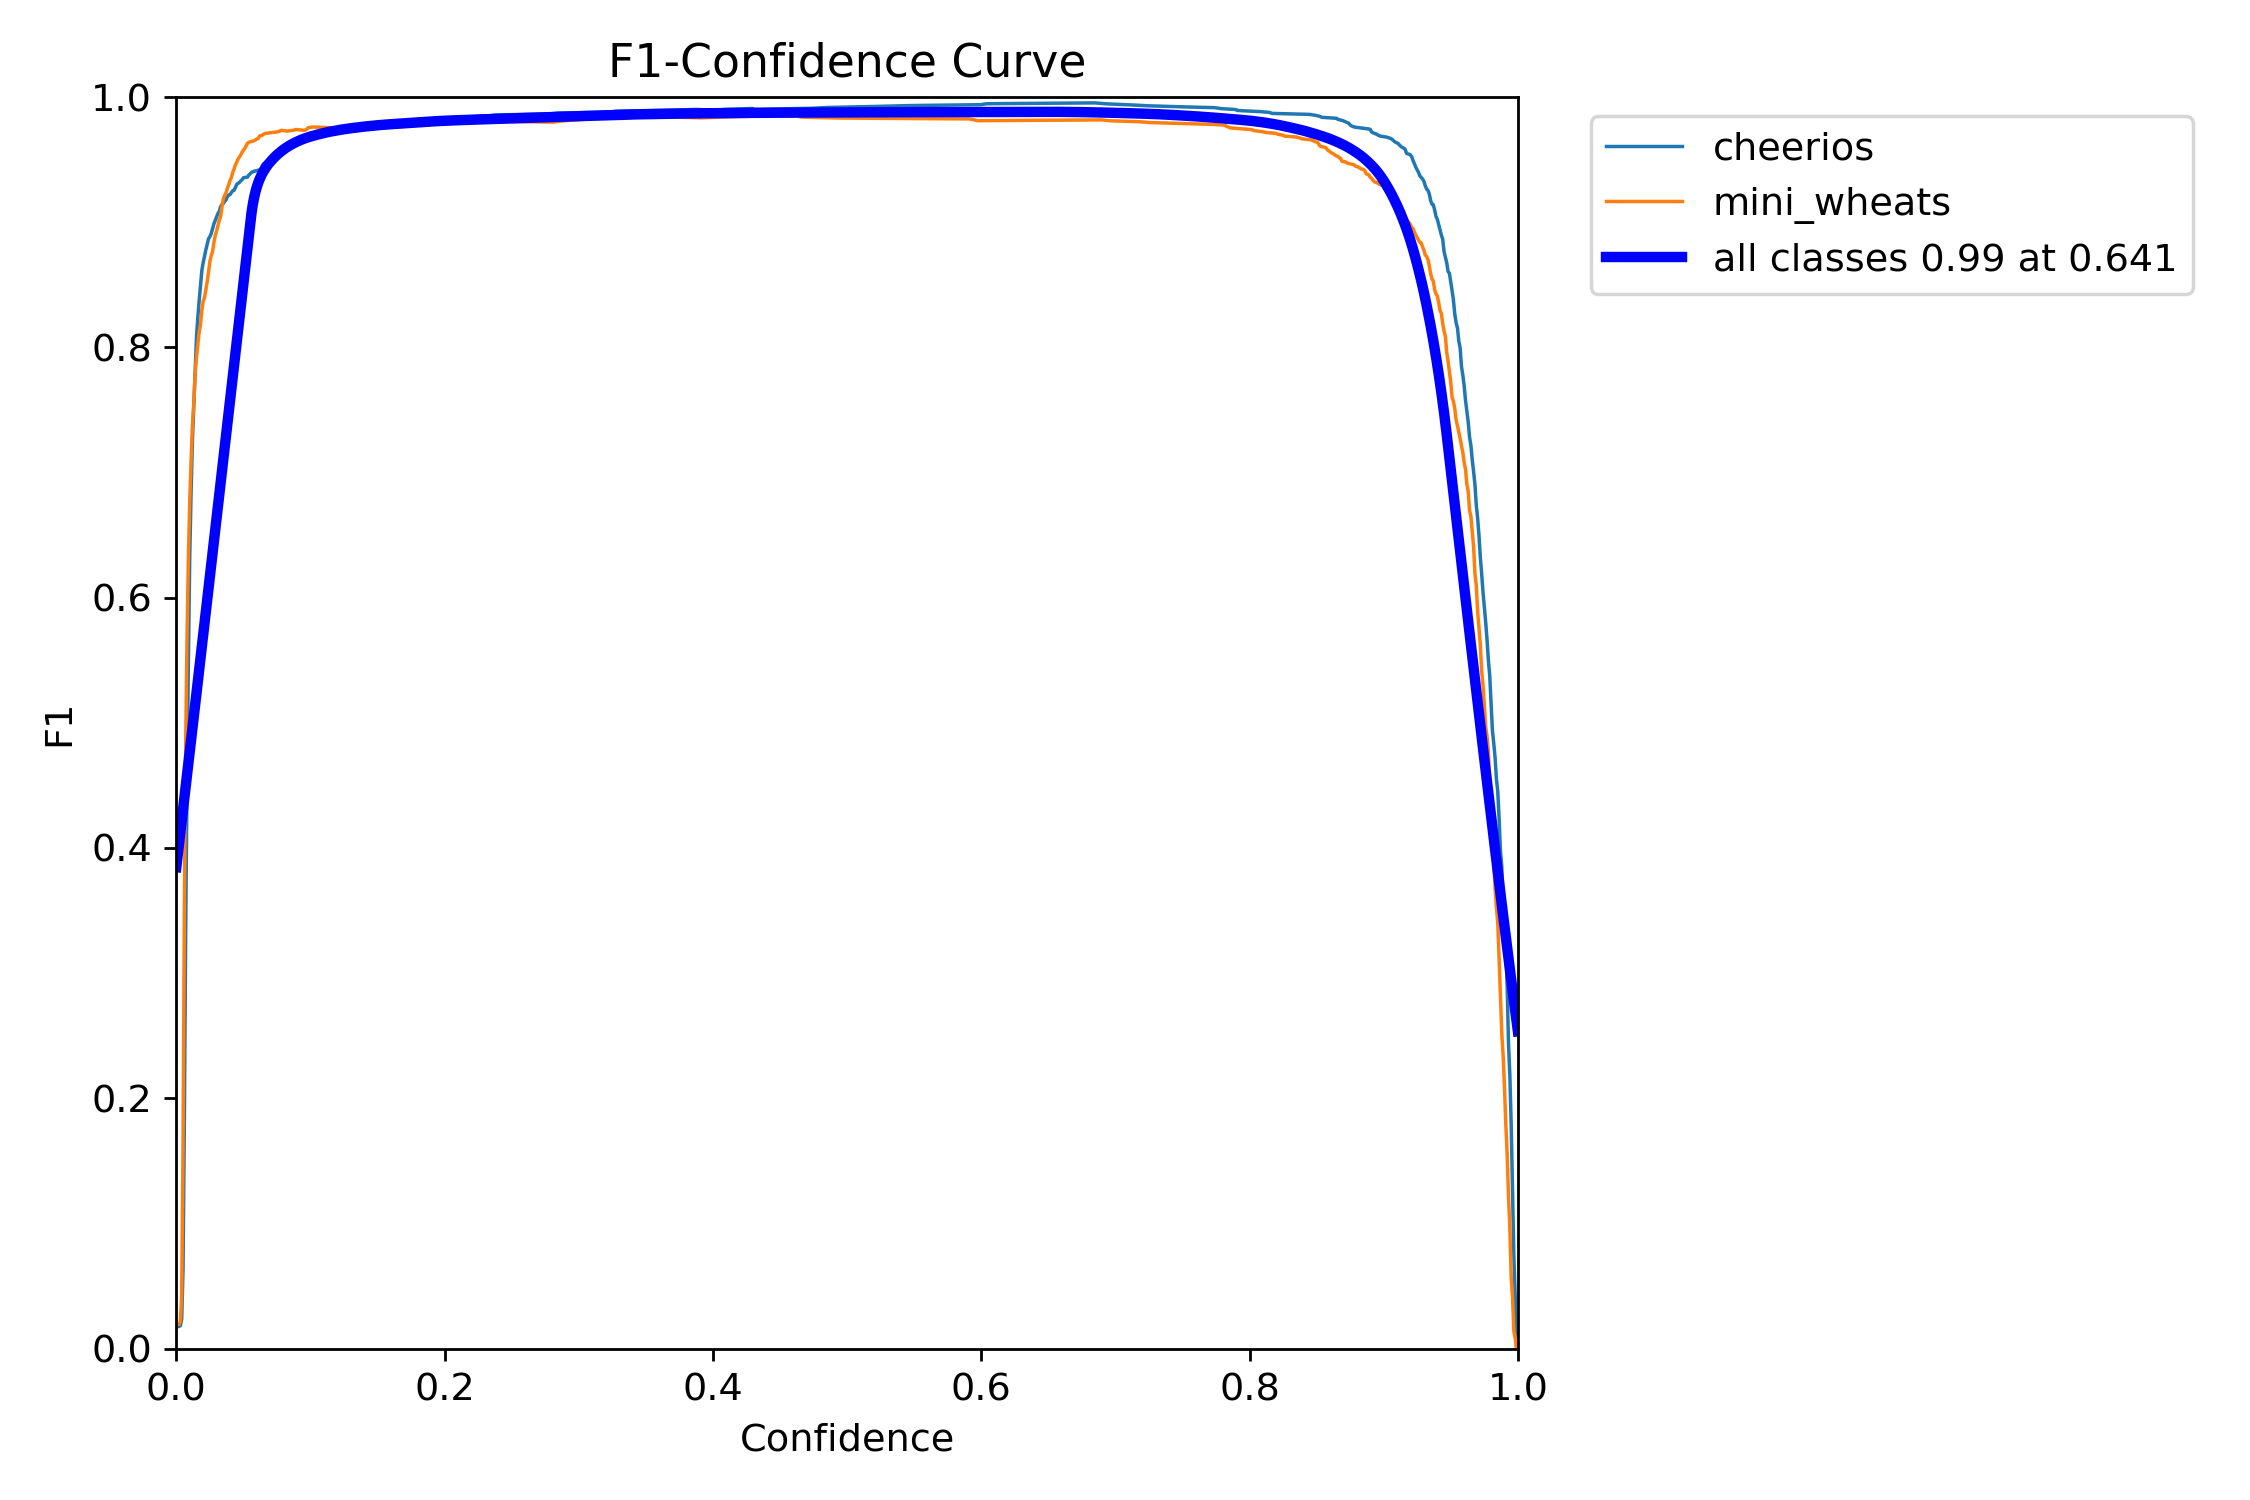 F1-Confidence Curve
cheerios
mini_wheats
all classes 0.99 at 0.641
1.0
0.8
0.6
0.4
0.2
0.0
F1
0.0 0.2 0.4 0.6 0.8 1.0
Confidence